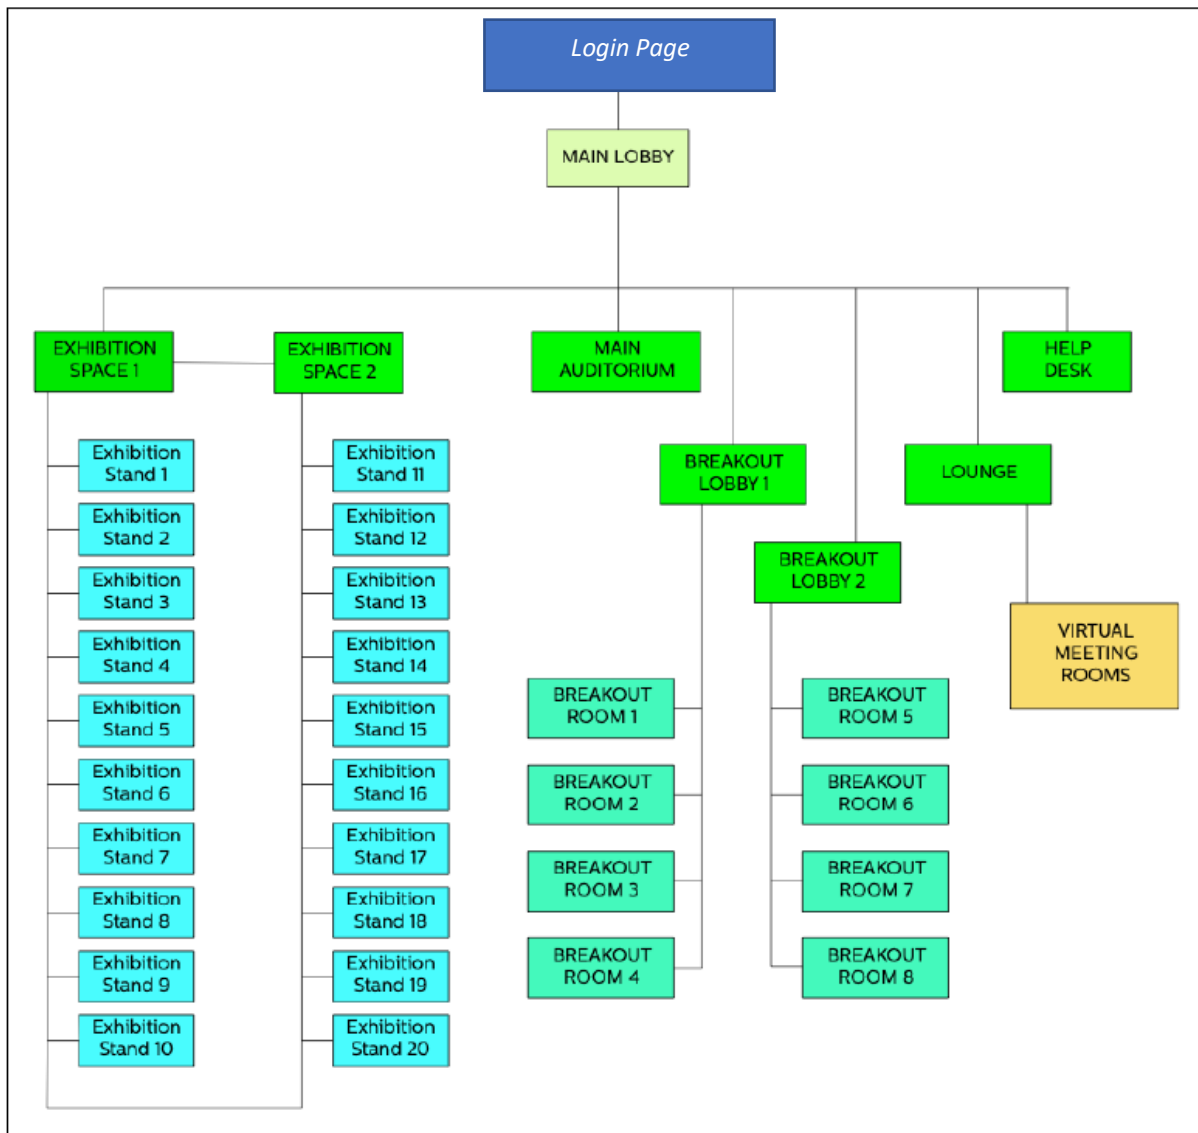 Login Page
MAIN LOBBY
EXHIBITION
SPACE 1
EXHIBITION
SPACE 2
MAIN
AUDITORIUM
HELP
DESK
BREAKOUT
LOBBY 1
LOUNGE
BREAKOUT
LOBBY 2
VIRTUAL
MEETING
ROOMS
Exhibition
Stand 1
Exhibition
Stand 2
Exhibition
Stand 3
Exhibition
Stand 4
Exhibition
Stand 5
Exhibition
Stand 6
Exhibition
Stand 7
Exhibition
Stand 8
Exhibition
Stand 9
Exhibition
Stand 10
Exhibition
Stand 11
Exhibition
Stand 12
Exhibition
Stand 13
Exhibition
Stand 14
Exhibition
Stand 15
Exhibition
Stand 16
Exhibition
Stand 17
Exhibition
Stand 18
Exhibition
Stand 19
Exhibition
Stand 20
BREAKOUT
ROOM 1
BREAKOUT
ROOM 2
BREAKOUT
ROOM 3
BREAKOUT
ROOM 4
BREAKOUT
ROOM 5
BREAKOUT
ROOM 6
BREAKOUT
ROOM 7
BREAKOUT
ROOM 8